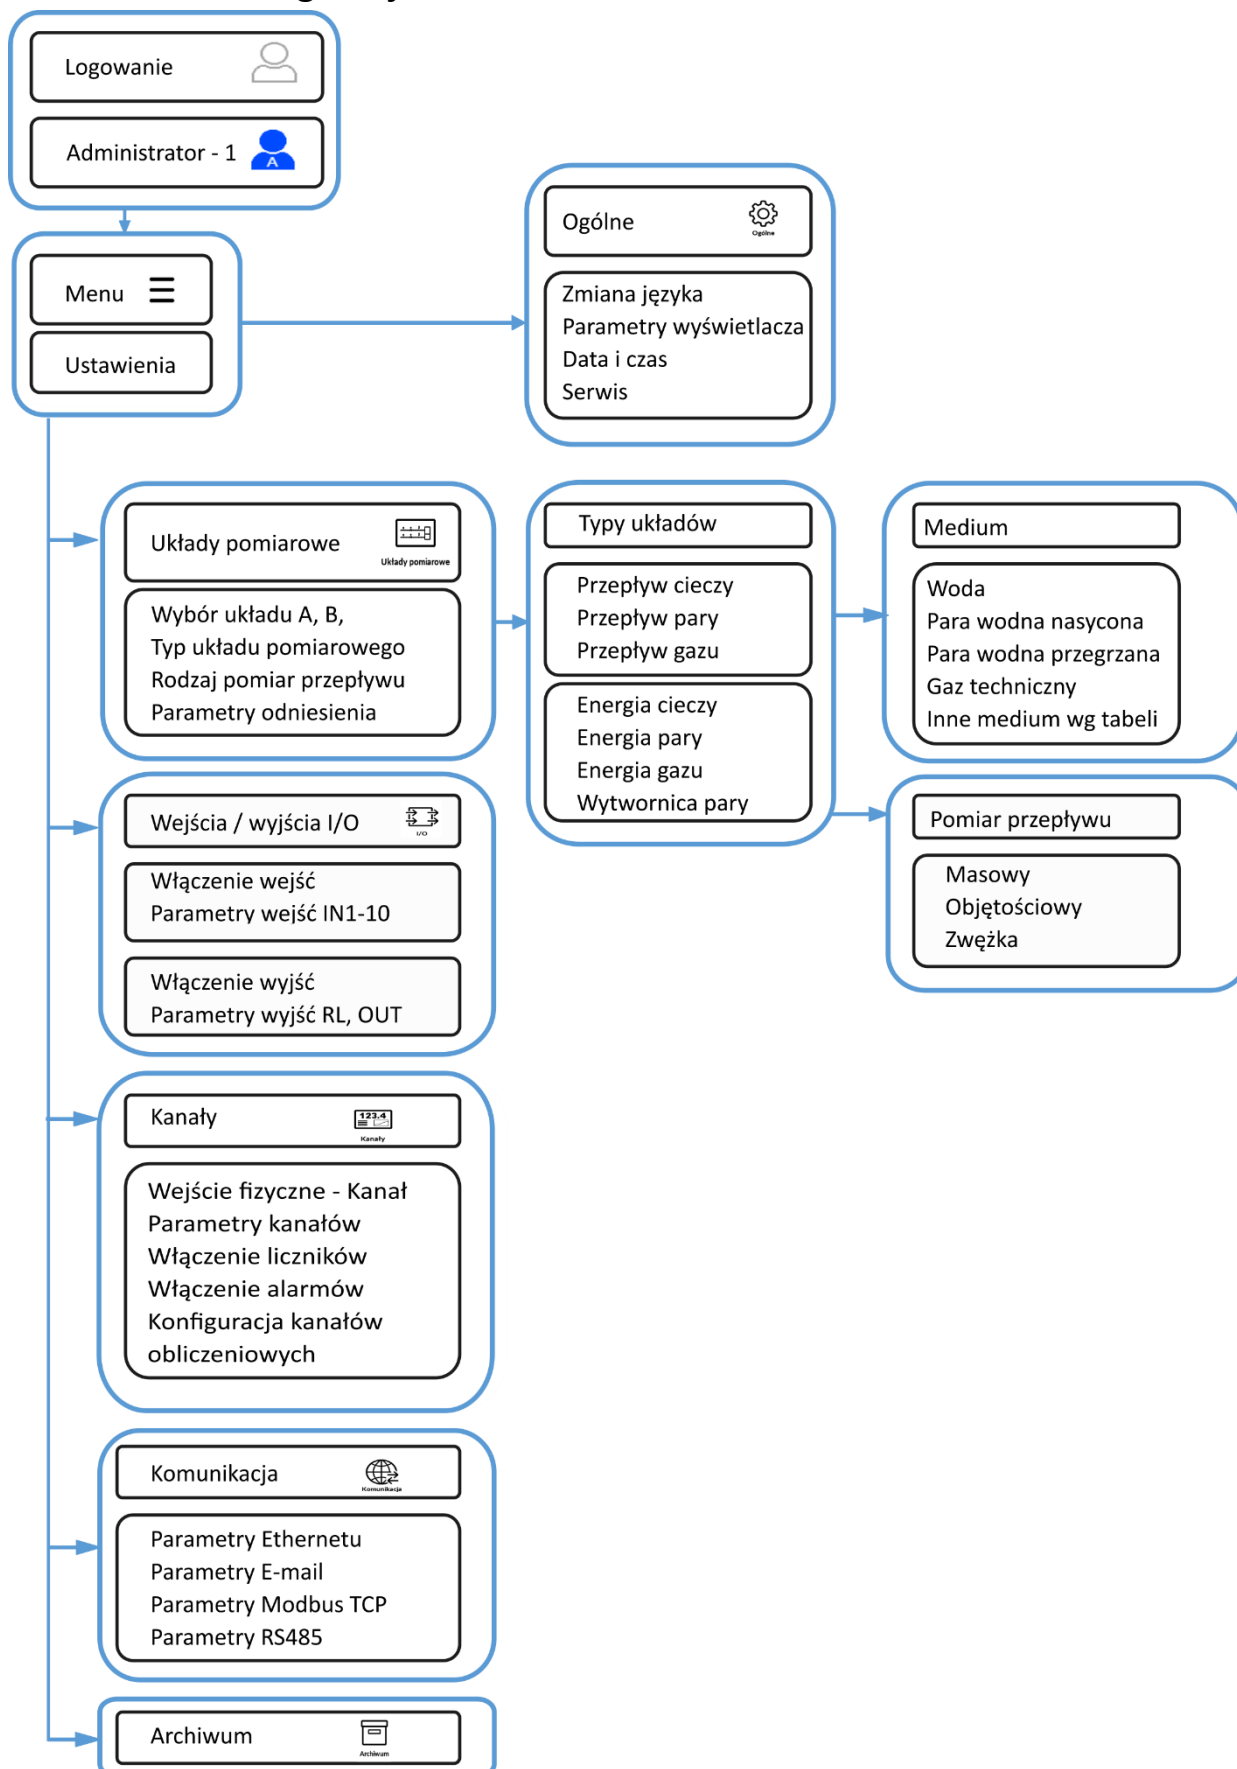 Logowanie
Administrator - 1
A
Menu
Ustawienia
Ogólne
Ogólne
Zmiana języka
Parametry wyświetlacza
Data i czas
Serwis
Układy pomiarowe
Układy pomiarowe
Wybór układu A, B,
Typ układu pomiarowego
Rodzaj pomiar przepływu
Parametry odniesienia
Typy układów
Przepływ cieczy
Przepływ pary
Przepływ gazu
Energia cieczy
Energia pary
Energia gazu
Wytwornica pary
Medium
Woda
Para wodna nasycona
Para wodna przegrzana
Gaz techniczny
Inne medium wg tabeli
Pomiar przepływu
Masowy
Objętościowy
Zwężka
Wejścia / wyjścia I/O
I/O
Włączenie wejść
Parametry wejść IN1-10
Włączenie wyjść
Parametry wyjść RL, OUT
Kanały
123.4
Kanały
Wejście fizyczne - Kanał
Parametry kanałów
Włączenie liczników
Włączenie alarmów
Konfiguracja kanałów
obliczeniowych
Komunikacja
Komunikacja
Parametry Ethernetu
Parametry E-mail
Parametry Modbus TCP
Parametry RS485
Archiwum
Archiwum